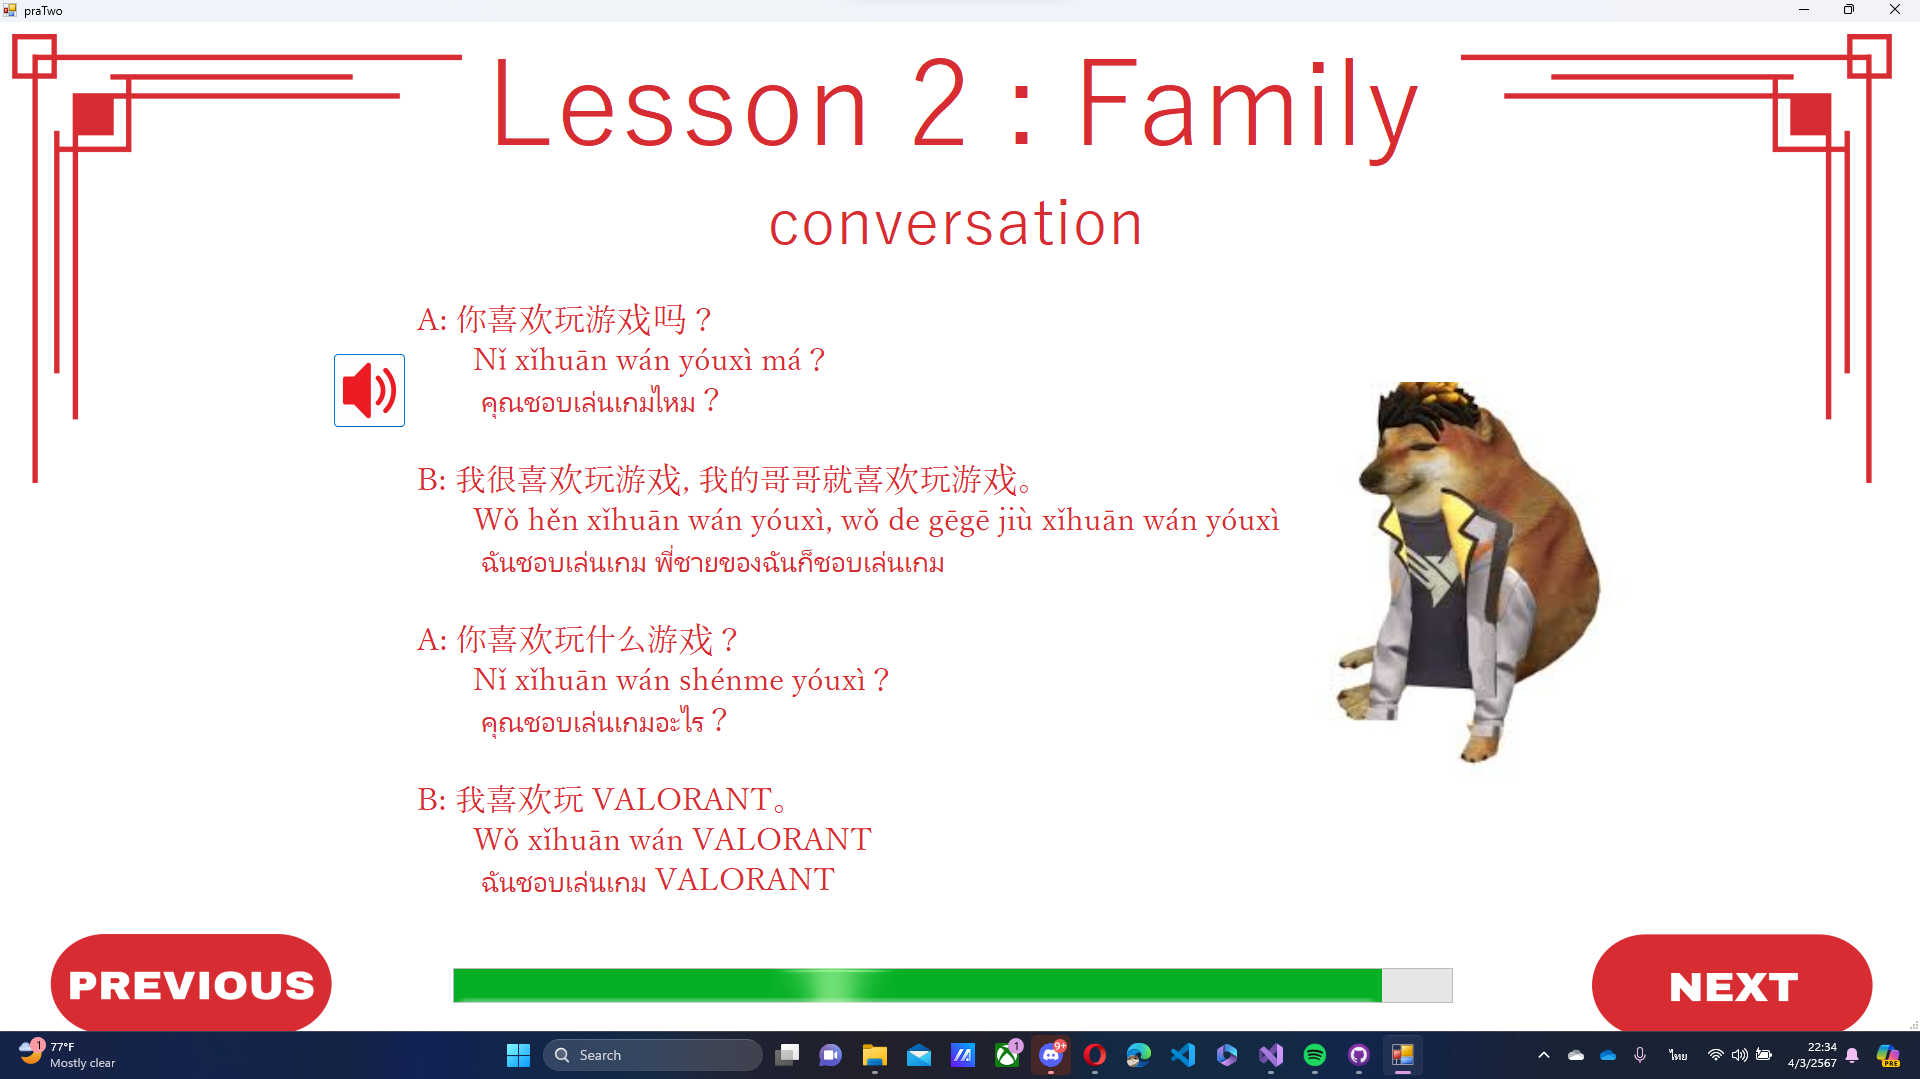 praTwo
Lesson 2 : Family
conversation
A: 你喜欢玩游戏吗？
Nǐ xǐhuān wán yóuxì má？
คุณชอบเล่นเกมไหม？
B: 我很喜欢玩游戏, 我的哥哥就喜欢玩游戏。
Wǒ hěn xǐhuān wán yóuxì, wǒ de gēgē jiù xǐhuān wán yóuxì
ฉันชอบเล่นเกม พี่ชายของฉันก็ชอบเล่นเกม
A: 你喜欢玩什么游戏？
Nǐ xǐhuān wán shénme yóuxì？
คุณชอบเล่นเกมอะไร？
B: 我喜欢玩 VALORANT。
Wǒ xǐhuān wán VALORANT
ฉันชอบเล่นเกม VALORANT
PREVIOUS
NEXT
1
77°F
Mostly clear
Search
1
9+
ไทย
22:34
4/3/2567
PRE